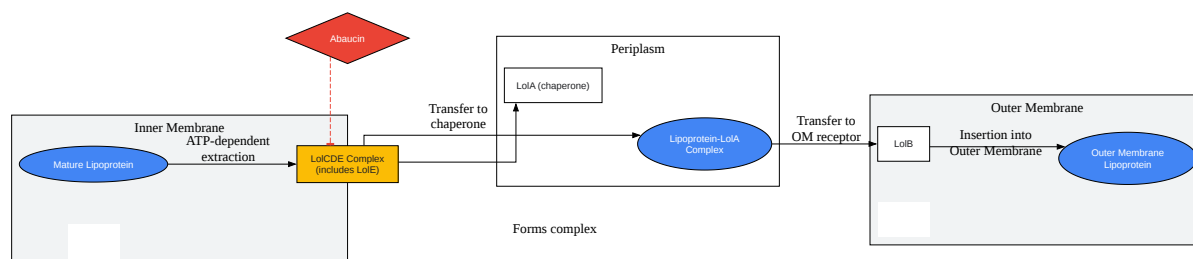 Abaucin
Periplasm
LolA (chaperone)
Transfer to
chaperone
Outer Membrane
Inner Membrane
ATP-dependent
extraction
Transfer to
OM receptor
Insertion into
Outer Membrane
Mature Lipoprotein
LolCDE Complex
(includes LolE)
Lipoprotein-LolA
Complex
LolB
Outer Membrane
Lipoprotein
Forms complex